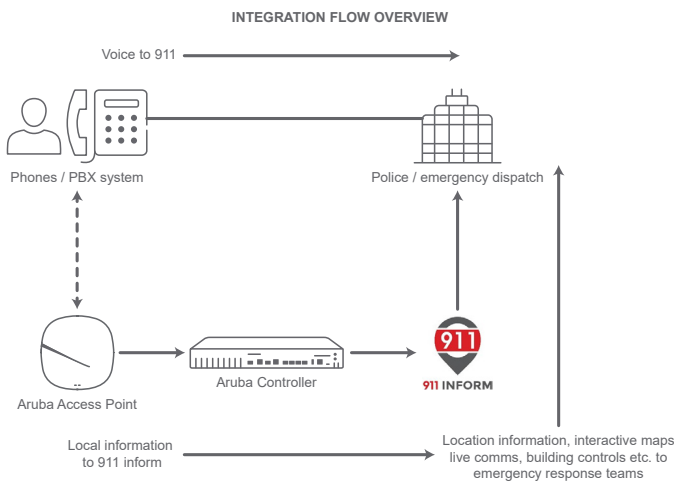 INTEGRATION FLOW OVERVIEW
Voice to 911
Phones / PBX system
Police / emergency dispatch
911
911 INFORM
Aruba Access Point
Aruba Controller
Local information
to 911 inform
Location information, interactive maps
live comms, building controls etc. to
emergency response teams